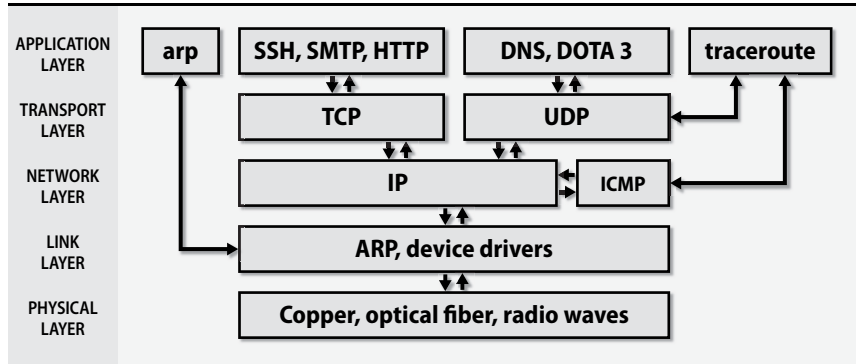 APPLICATION
LAYER
arp
SSH, SMTP, HTTP
DNS, DOTA 3
traceroute
TRANSPORT
LAYER
TCP
UDP
NETWORK
LAYER
IP
ICMP
LINK
LAYER
ARP, device drivers
PHYSICAL
LAYER
Copper, optical fiber, radio waves